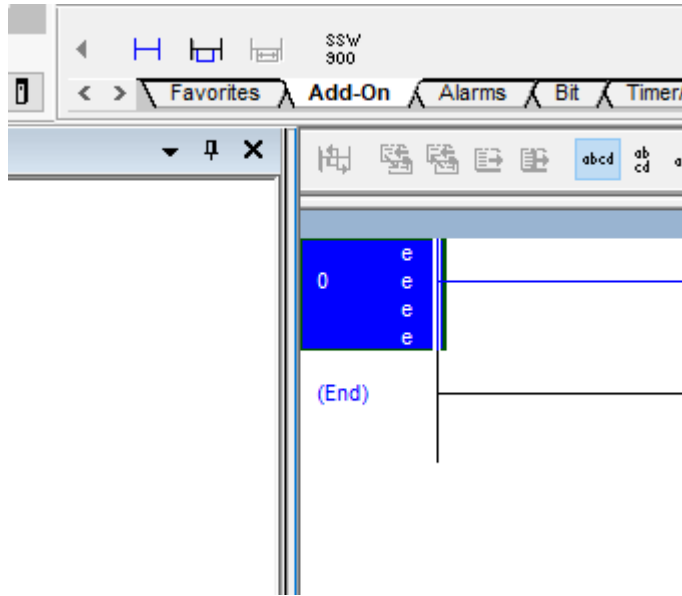 SSW
900
Favorites Add-On Alarms Bit Timer/
abcd ab
cd a
e
0 e
e
e
(End)